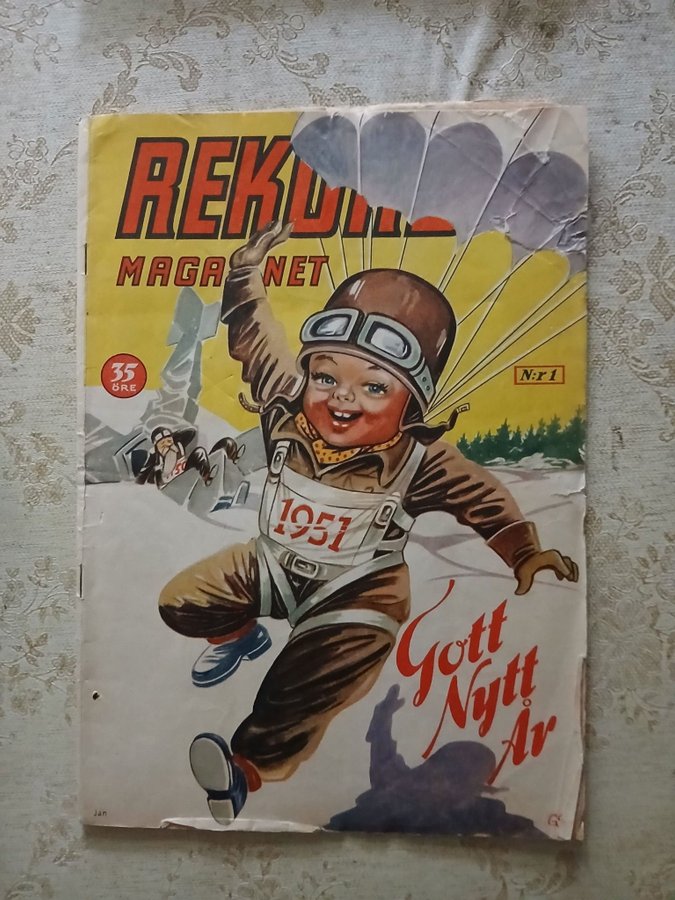 REKORD
MAGASINET
35
ÖRE
N:r 1
1951
Gott
Nytt
År
Jan